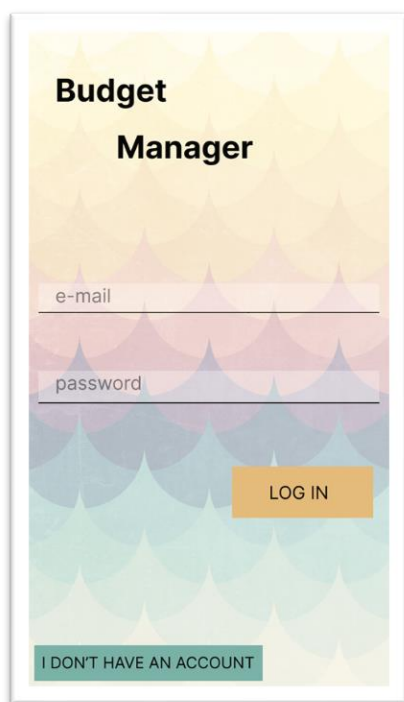 Budget
Manager
e-mail
password
LOG IN
I DON'T HAVE AN ACCOUNT